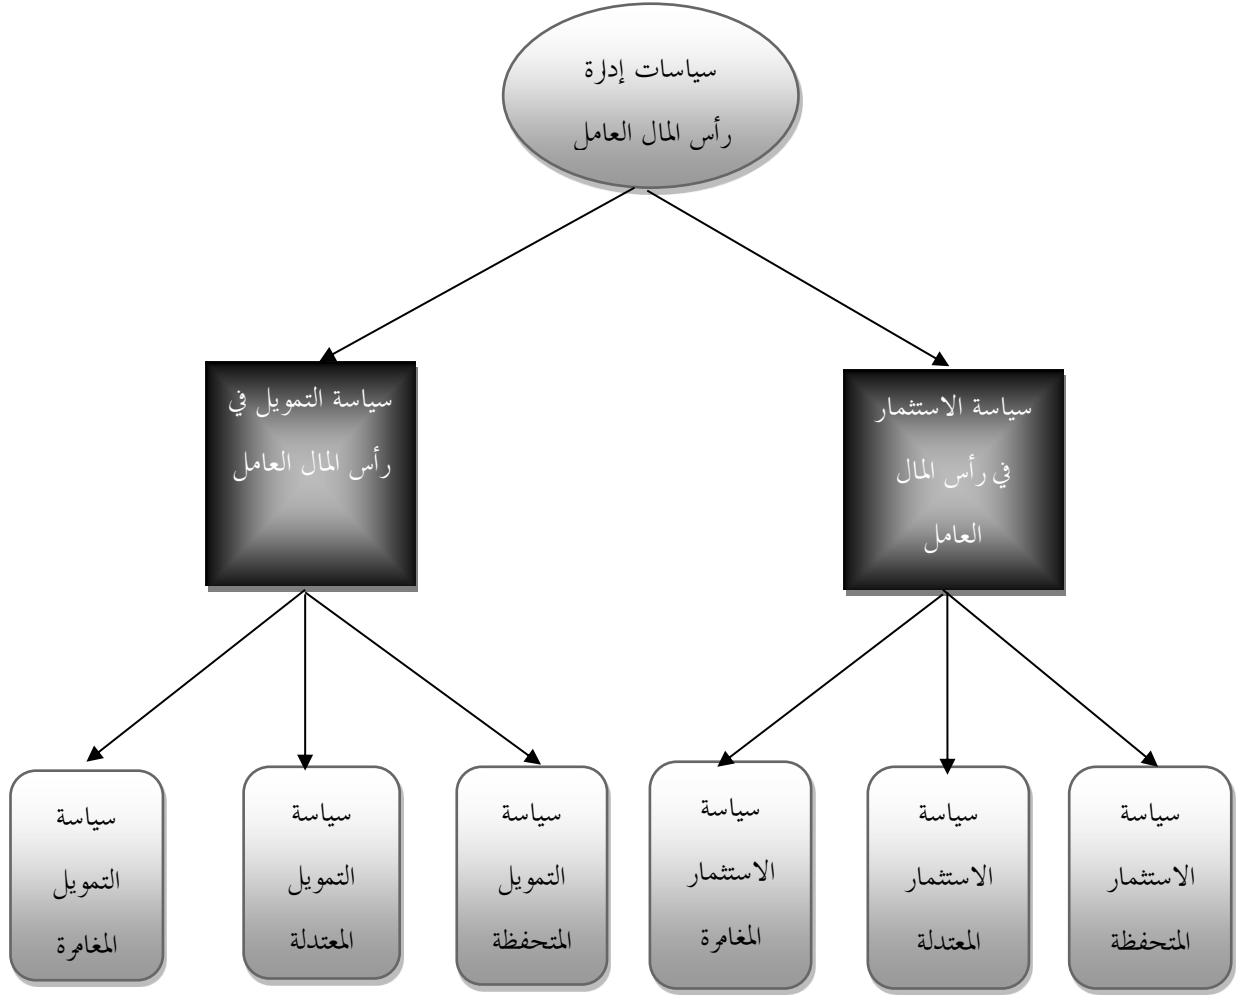 سياسات إدارة
رأس المال العامل
سياسة الاستثمار
في رأس المال
العامل
سياسة التمويل في
رأس المال العامل
سياسة
الاستثمار
المتحفظة
سياسة
الاستثمار
المعتدلة
سياسة
الاستثمار
المغامرة
سياسة
التمويل
المتحفظة
سياسة
التمويل
المعتدلة
سياسة
التمويل
المغامرة